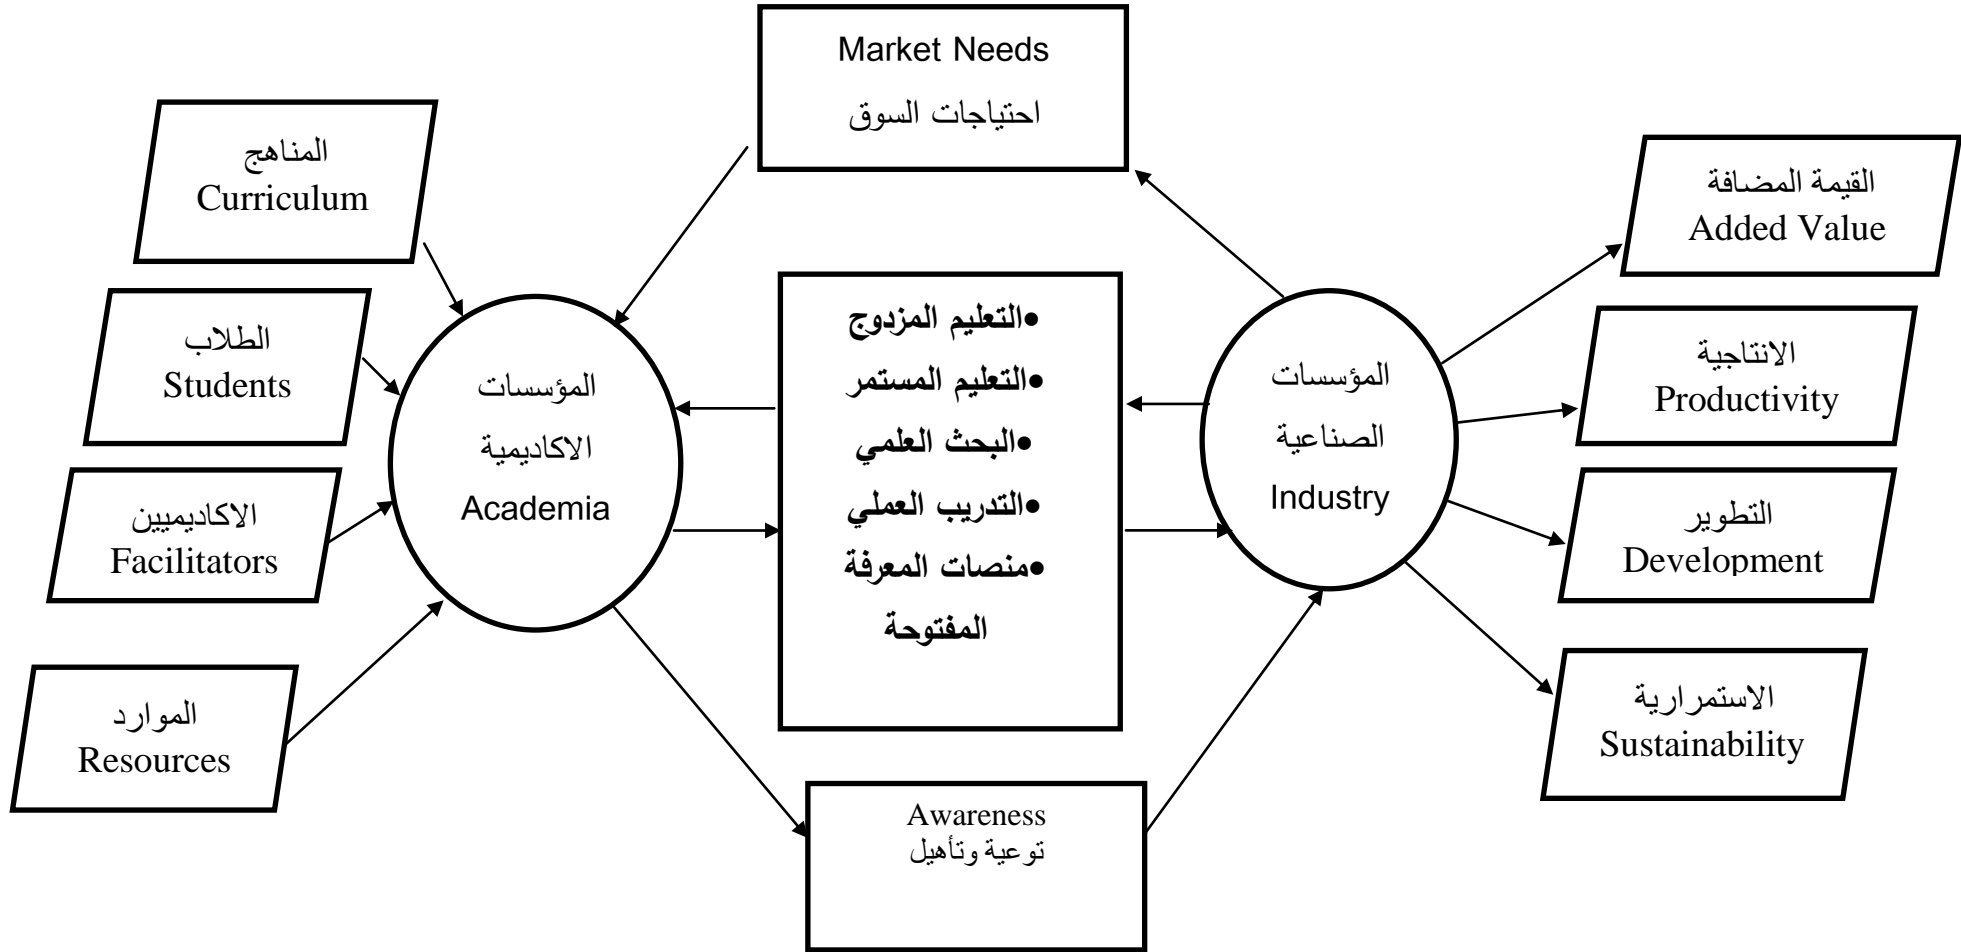 Market Needs
احتياجات السوق
المناهج
Curriculum
الطلاب
Students
الاكاديميين
Facilitators
الموارد
Resources
المؤسسات
الاكاديمية
Academia
•التعليم المزدوج
•التعليم المستمر
•البحث العلمي
•التدريب العملي
•منصات المعرفة
المفتوحة
المؤسسات
الصناعية
Industry
القيمة المضافة
Added Value
الانتاجية
Productivity
التطوير
Development
الاستمرارية
Sustainability
Awareness
توعية وتأهيل